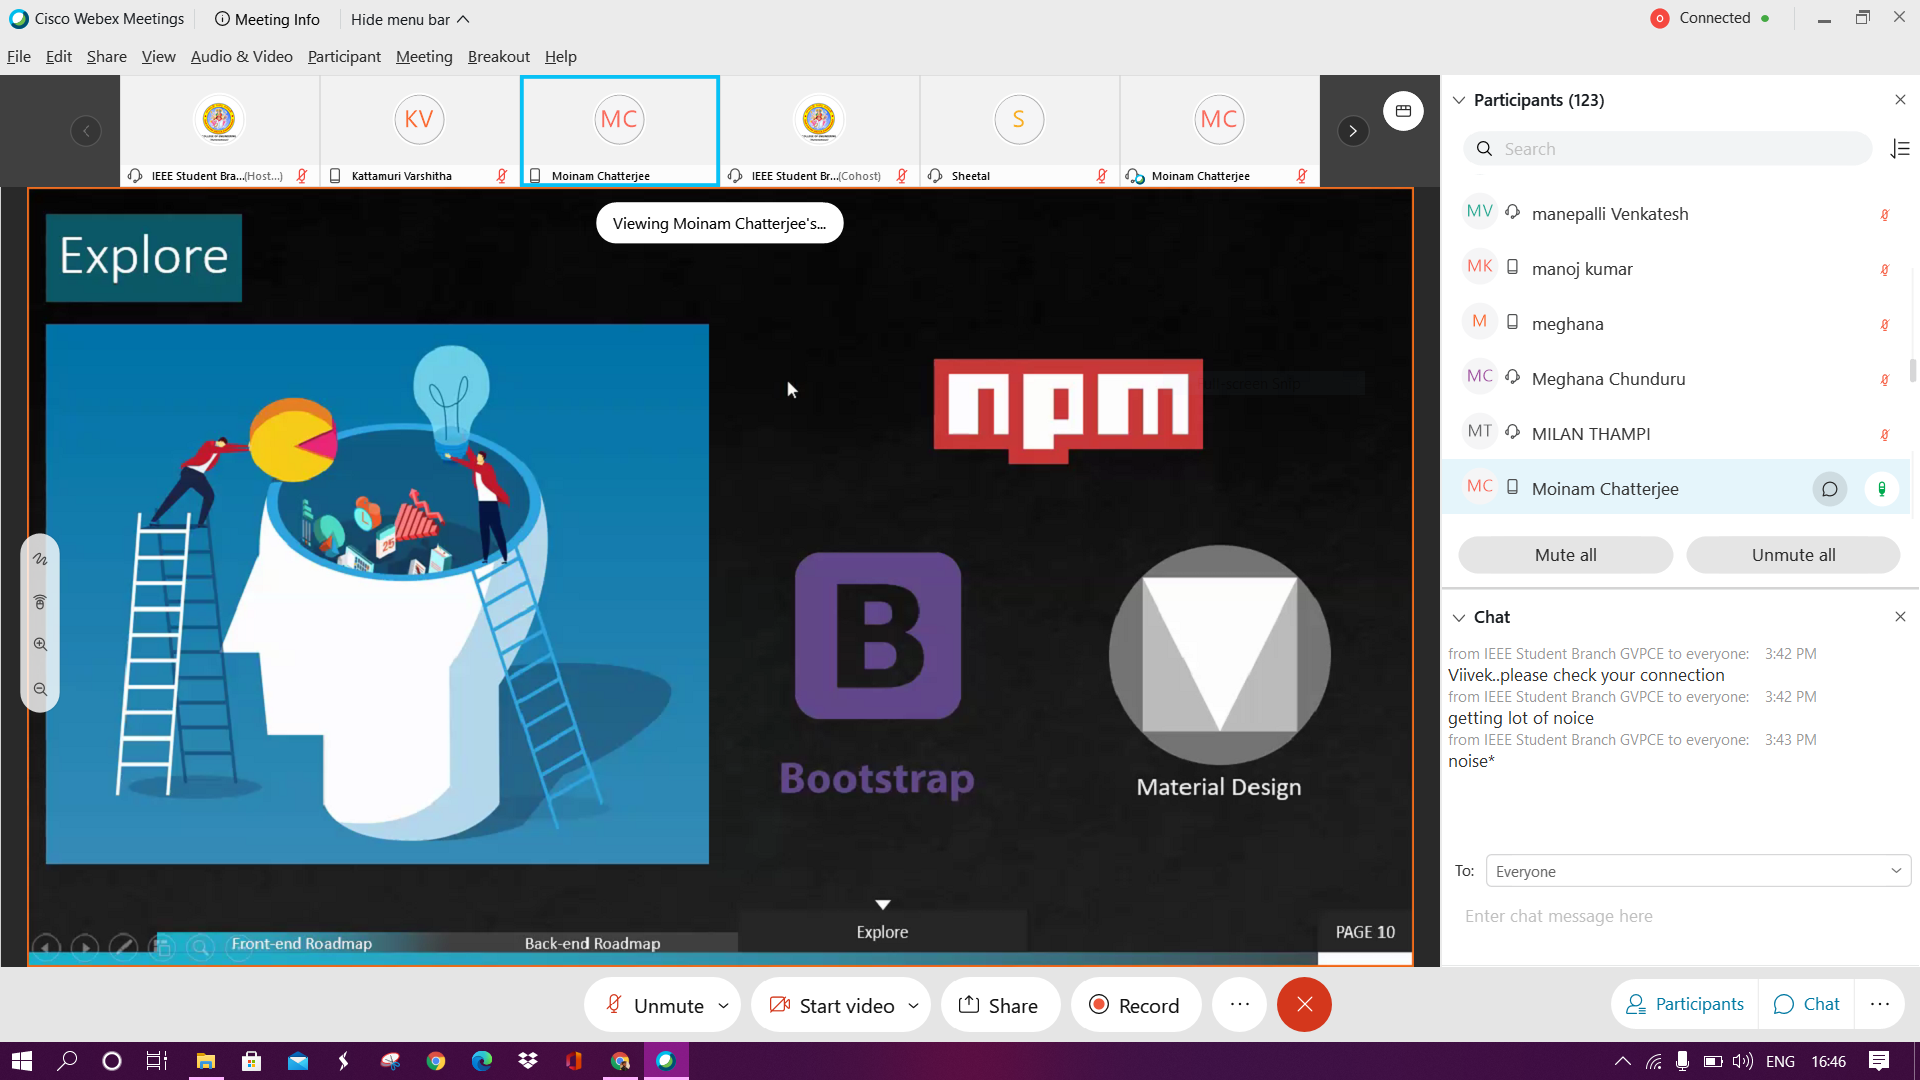 Cisco Webex Meetings
Meeting Info
Hide menu bar
Connected
File Edit Share View Audio & Video Participant Meeting Breakout Help
IEEE Student Bra...(Host...)
KV
Kattamuri Varshitha
MC
Moinam Chatterjee
IEEE Student Br...(Cohost)
S
Sheetal
MC
Moinam Chatterjee
Viewing Moinam Chatterjee's...
Explore
25
npm
Full-screen Snip
B
Bootstrap
Material Design
Front-end Roadmap
Back-end Roadmap
Explore
PAGE 10
Participants (123)
Search
MV manepalli Venkatesh
MK manoj kumar
M meghana
MC Meghana Chunduru
MT MILAN THAMPI
MC Moinam Chatterjee
Mute all
Unmute all
Chat
from IEEE Student Branch GVPCE to everyone: 3:42 PM
Viivek..please check your connection
from IEEE Student Branch GVPCE to everyone: 3:42 PM
getting lot of noice
from IEEE Student Branch GVPCE to everyone: 3:43 PM
noise*
To: Everyone
Enter chat message here
Unmute
Start video
Share
Record
Participants
Chat
ENG
16:46